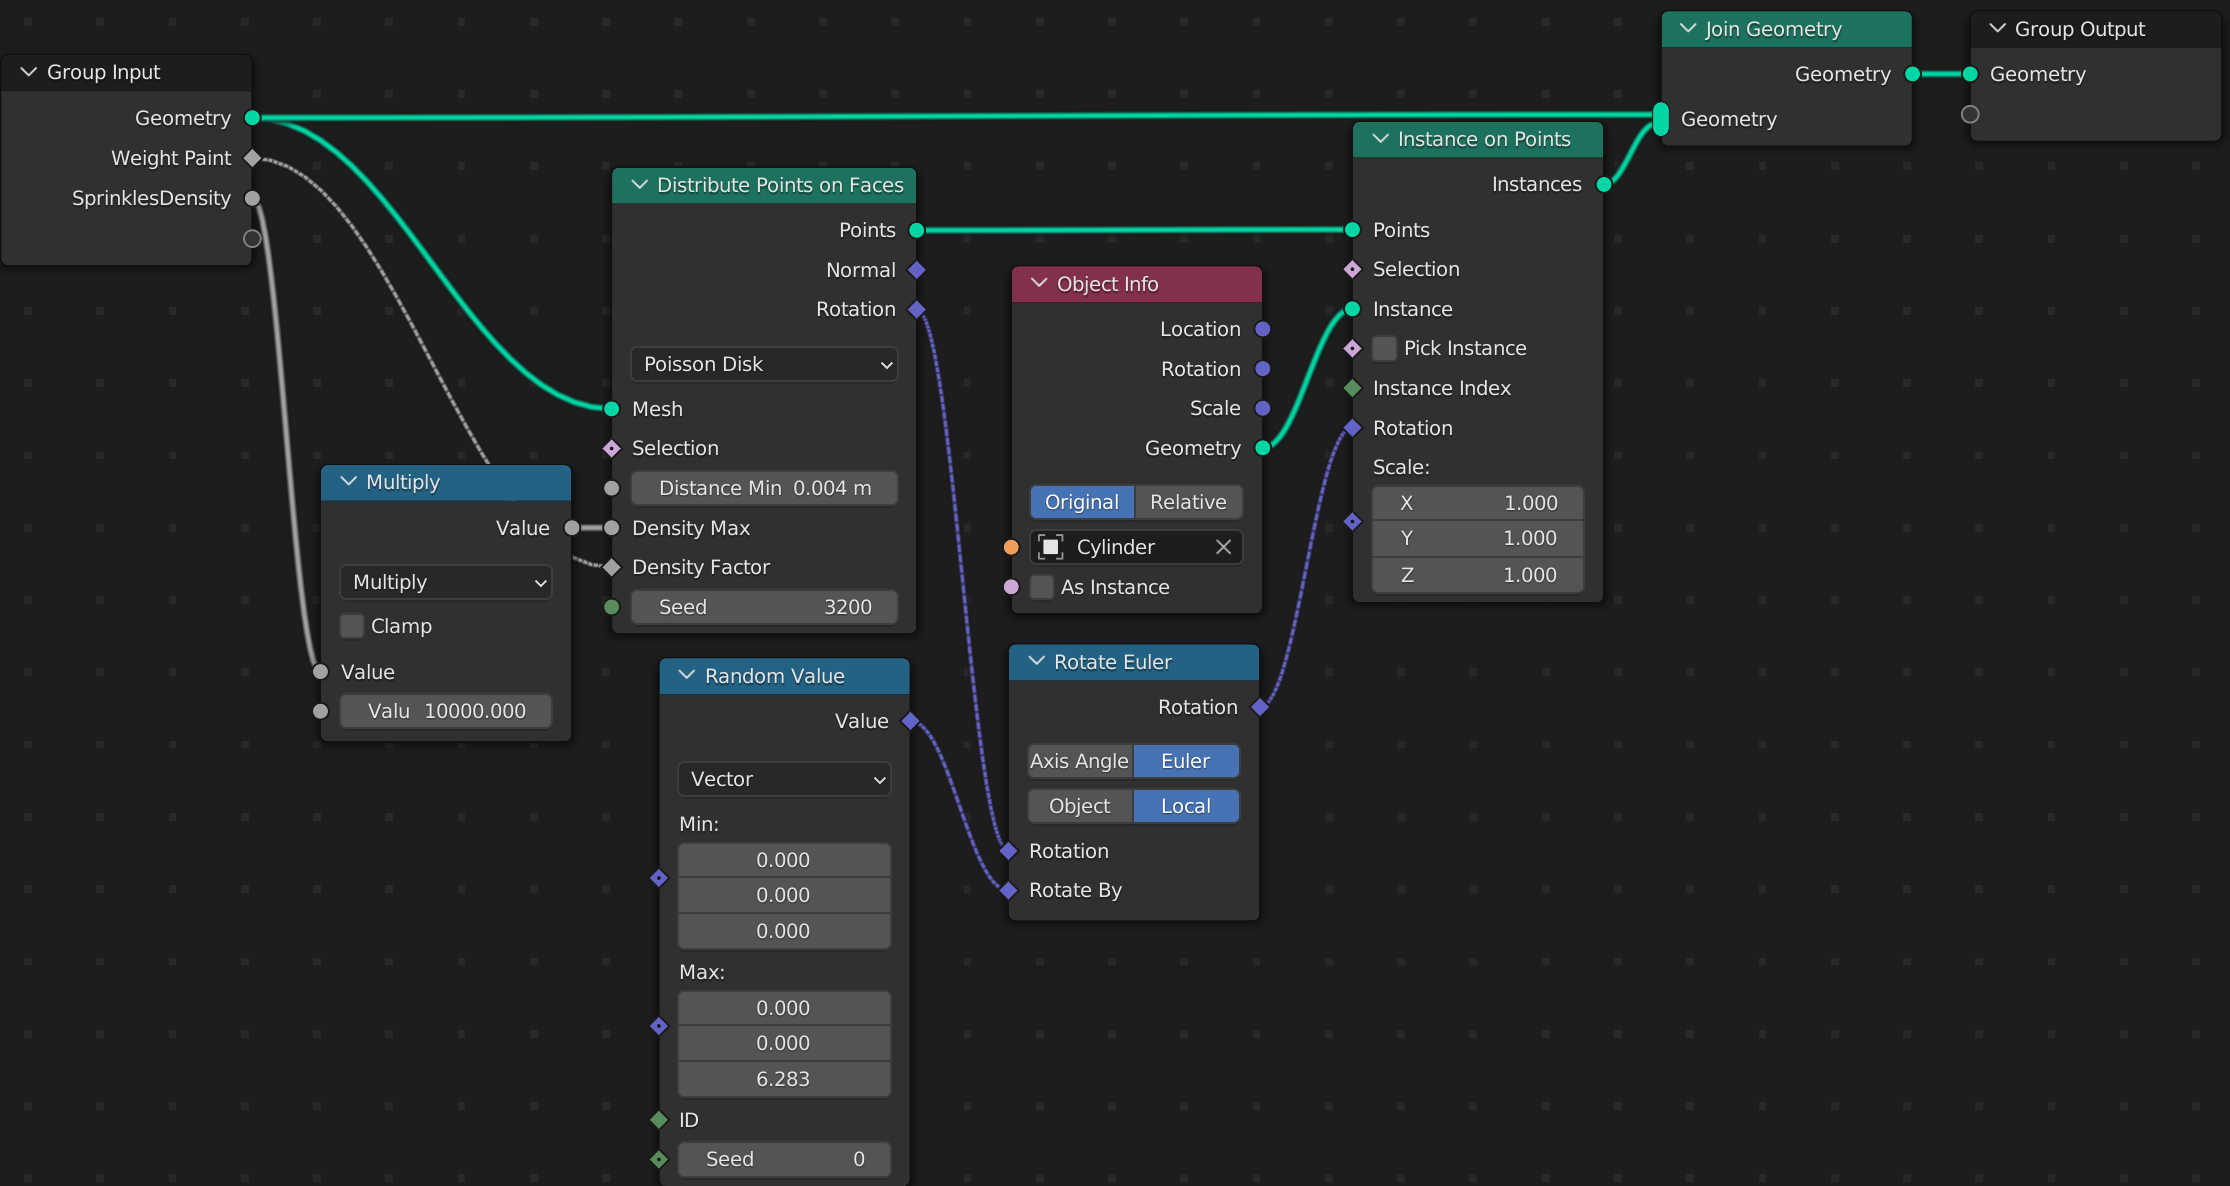 Group Input
Geometry
Weight Paint
SprinklesDensity
Multiply
Value
Multiply
Clamp
Value
Valu 10000.000
Distribute Points on Faces
Points
Normal
Rotation
Poisson Disk
Mesh
Selection
Distance Min 0.004 m
Density Max
Density Factor
Seed 3200
Random Value
Value
Vector
Min:
0.000
0.000
0.000
Max:
0.000
0.000
6.283
ID
Seed 0
Object Info
Location
Rotation
Scale
Geometry
Original Relative
Cylinder
As Instance
Rotate Euler
Rotation
Axis Angle Euler
Object Local
Rotation
Rotate By
Instance on Points
Instances
Points
Selection
Instance
Pick Instance
Instance Index
Rotation
Scale:
X 1.000
Y 1.000
Z 1.000
Join Geometry
Geometry
Geometry
Group Output
Geometry